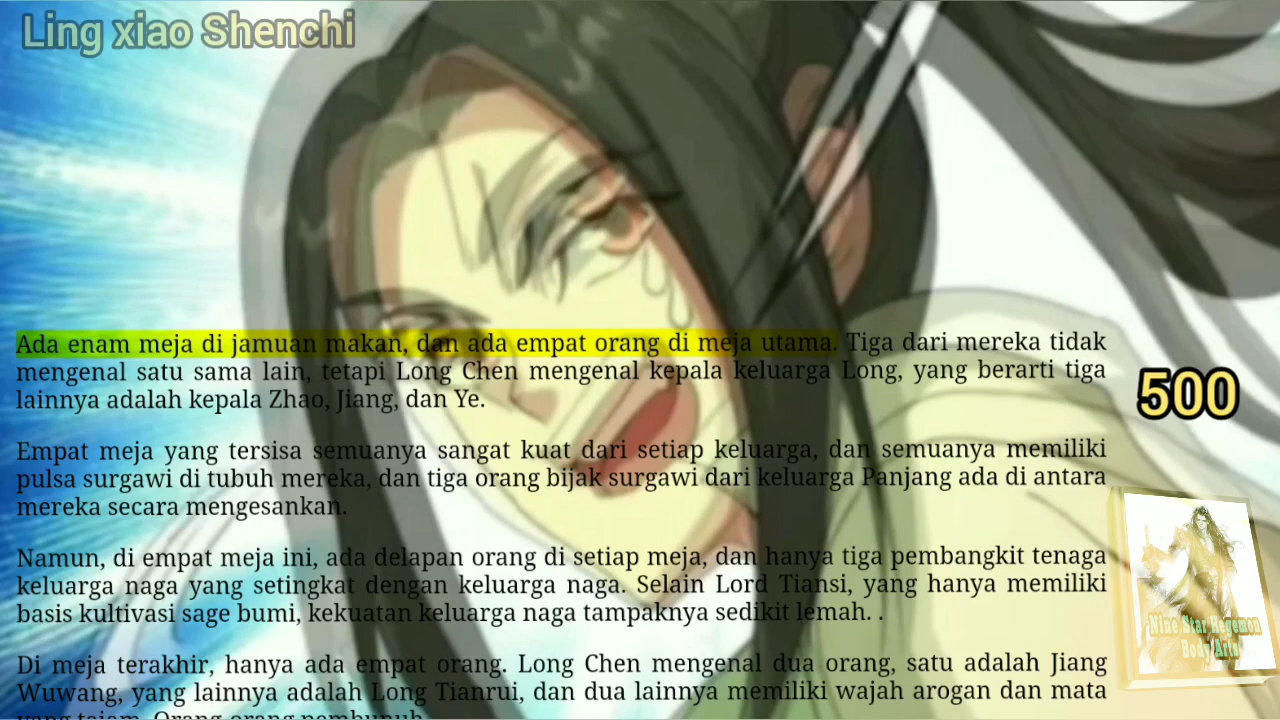 Ling xiao Shenchi
Ada enam meja di jamuan makan, dan ada empat orang di meja utama. Tiga dari mereka tidak
mengenal satu sama lain, tetapi Long Chen mengenal kepala keluarga Long, yang berarti tiga
lainnya adalah kepala Zhao, Jiang, dan Ye.
500
Empat meja yang tersisa semuanya sangat kuat dari setiap keluarga, dan semuanya memiliki
pulsa surgawi di tubuh mereka, dan tiga orang bijak surgawi dari keluarga Panjang ada di antara
mereka secara mengesankan.
Namun, di empat meja ini, ada delapan orang di setiap meja, dan hanya tiga pembangkit tenaga
keluarga naga yang setingkat dengan keluarga naga. Selain Lord Tiansi, yang hanya memiliki
basis kultivasi sage bumi, kekuatan keluarga naga tampaknya sedikit lemah. .
Nine Star Hegemon
Body Arts
Di meja terakhir, hanya ada empat orang. Long Chen mengenal dua orang, satu adalah Jiang
Wuwang, yang lainnya adalah Long Tianrui, dan dua lainnya memiliki wajah arogan dan mata
yang tajam. Orang-orang pembunuh